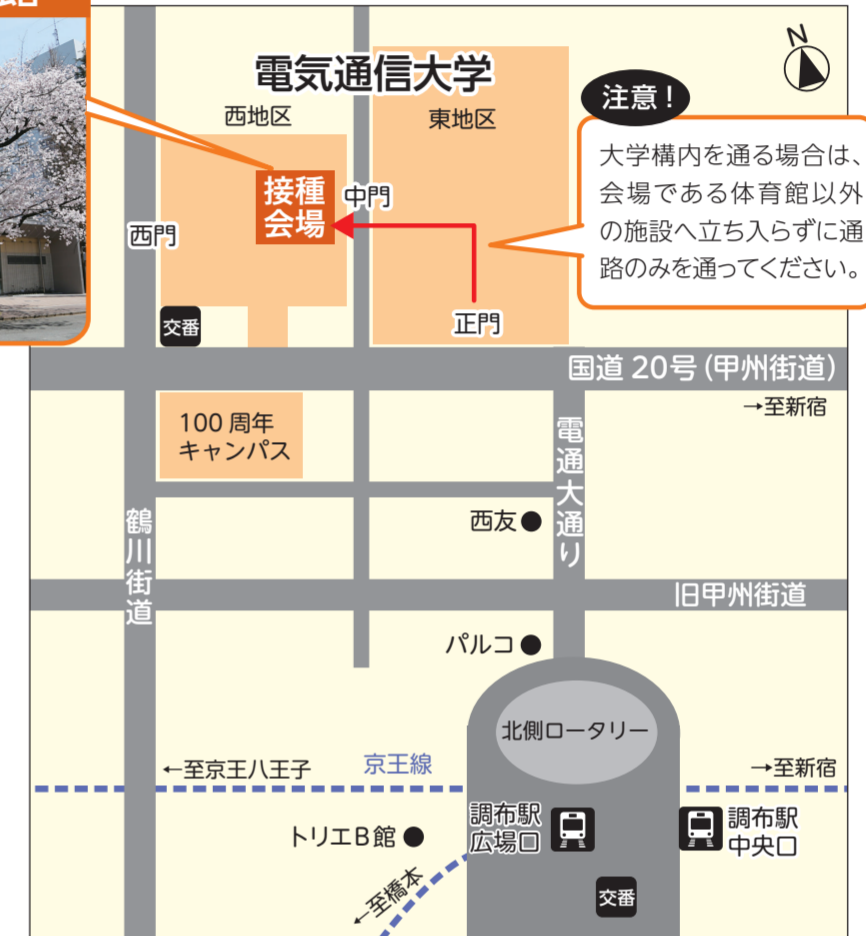 電気通信大学
N
西地区
東地区
注意!
大学構内を通る場合は、
会場である体育館以外
の施設へ立ち入らずに通
路のみを通ってください。
接種
会場
中門
西門
交番
正門
国道 20号 (甲州街道)
→至新宿
100 周年
キャンパス
電通大通り
西友
鶴川街道
旧甲州街道
パルコ
北側ロータリー
←至京王八王子
京王線
→至新宿
調布駅
広場口
調布駅
中央口
トリエB館
←至橋本
交番